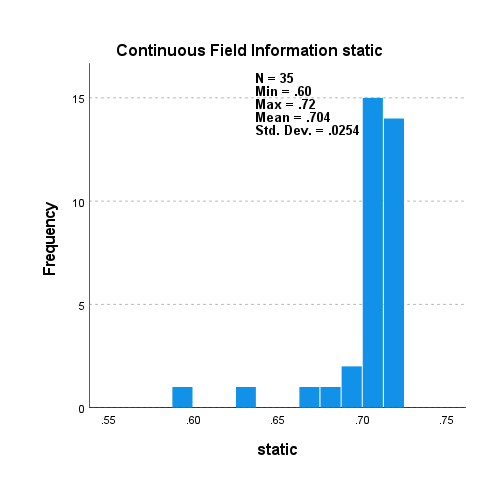 Continuous Field Information static
N = 35
Min = .60
Max = .72
Mean = .704
Std. Dev. = .0254
15
10
5
0
Frequency
.55 .60 .65 .70 .75
static